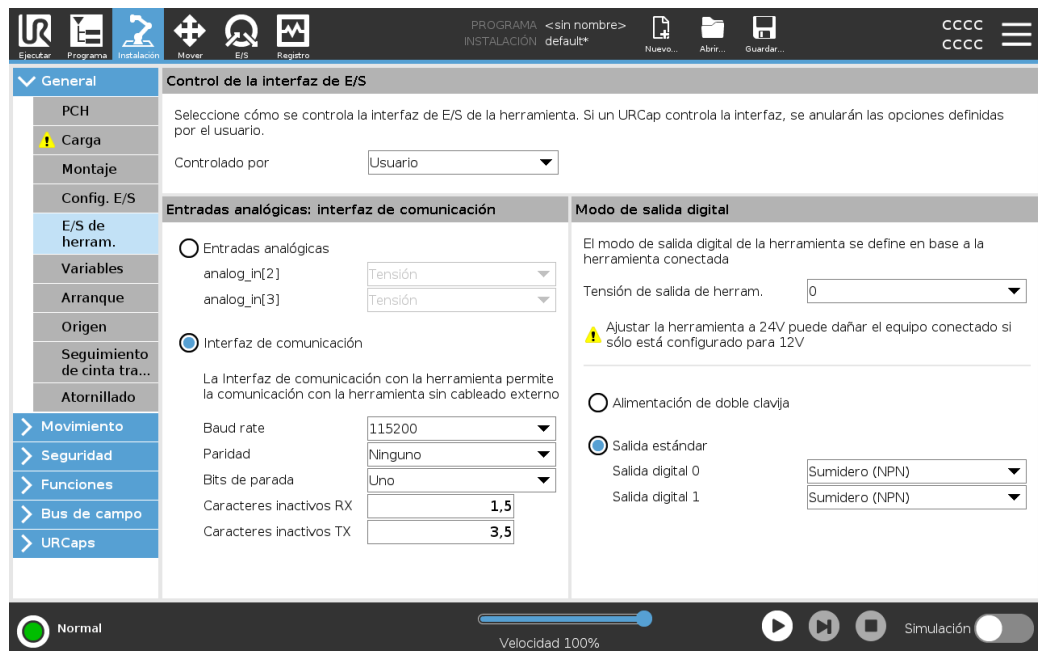 Ejecutar
Programa
Instalación
Mover
E/S
Registro
PROGRAMA <sin nombre>
INSTALACIÓN default*
Nuevo...
Abrir...
Guardar...
CCCC
CCCC
General
PCH
Carga
Montaje
Config. E/S
E/S de
herram.
Variables
Arranque
Origen
Seguimiento
de cinta tra...
Atornillado
Movimiento
Seguridad
Funciones
Bus de campo
URCaps
Control de la interfaz de E/S
Seleccione cómo se controla la interfaz de E/S de la herramienta. Si un URCap controla la interfaz, se anularán las opciones definidas
por el usuario.
Controlado por Usuario
Entradas analógicas: interfaz de comunicación
Entradas analógicas
analog_in[2] Tensión
analog_in[3] Tensión
Interfaz de comunicación
La Interfaz de comunicación con la herramienta permite
la comunicación con la herramienta sin cableado externo
Baud rate 115200
Paridad Ninguno
Bits de parada Uno
Caracteres inactivos RX 1,5
Caracteres inactivos TX 3,5
Modo de salida digital
El modo de salida digital de la herramienta se define en base a la
herramienta conectada
Tensión de salida de herram. 0
Ajustar la herramienta a 24V puede dañar el equipo conectado si
sólo está configurado para 12V
Alimentación de doble clavija
Salida estándar
Salida digital 0 Sumidero (NPN)
Salida digital 1 Sumidero (NPN)
Normal
Velocidad 100%
Simulación